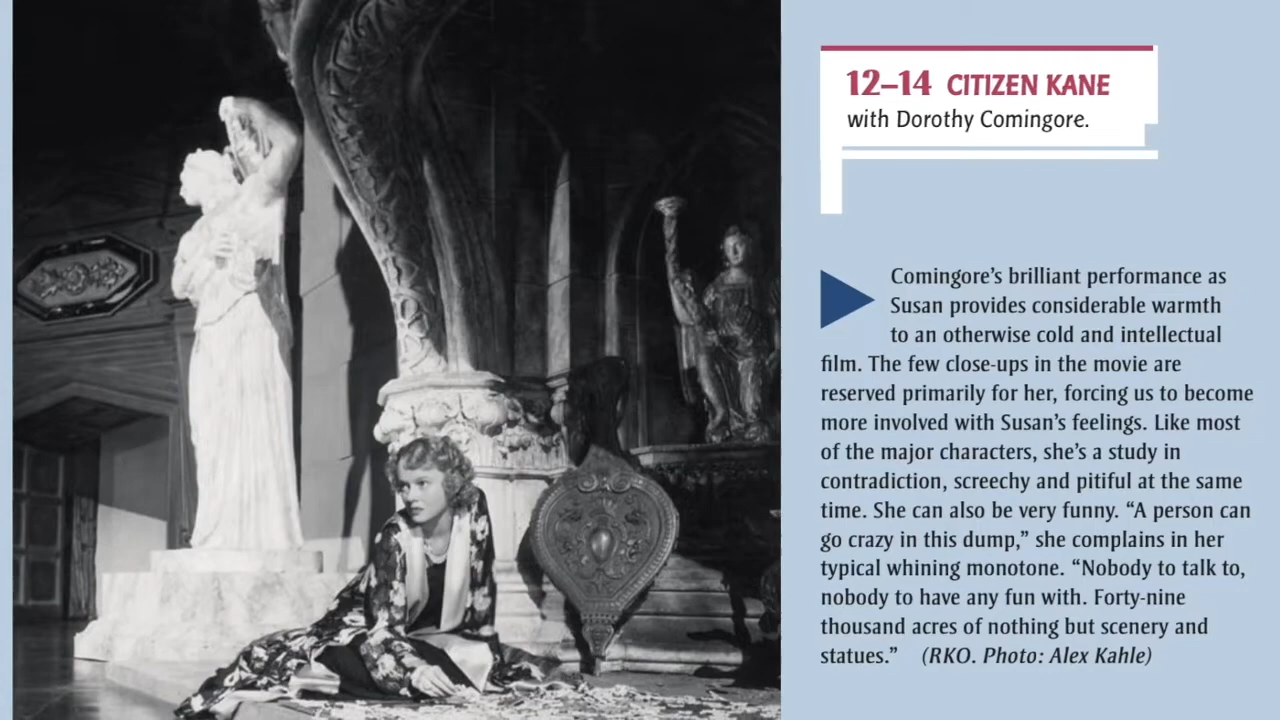 12–14 CITIZEN KANE
with Dorothy Comingore.
Comingore’s brilliant performance as
Susan provides considerable warmth
to an otherwise cold and intellectual
film. The few close-ups in the movie are
reserved primarily for her, forcing us to become
more involved with Susan’s feelings. Like most
of the major characters, she’s a study in
contradiction, screechy and pitiful at the same
time. She can also be very funny. “A person can
go crazy in this dump,” she complains in her
typical whining monotone. “Nobody to talk to,
nobody to have any fun with. Forty-nine
thousand acres of nothing but scenery and
statues.” (RKO. Photo: Alex Kahle)